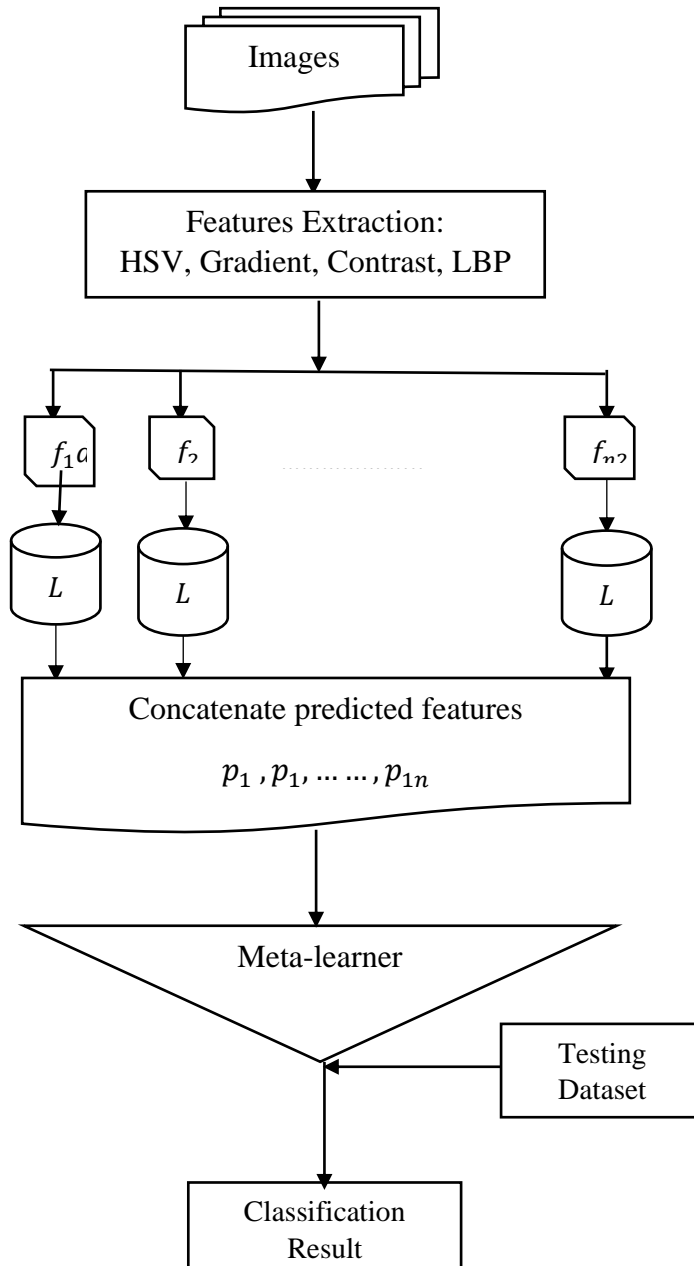 Images
Features Extraction:
HSV, Gradient, Contrast, LBP
f₁ f₂
L L L
Concatenate predicted features
p₁ , p₁, … …, p₁ₙ
Meta-learner
Testing
Dataset
Classification
Result